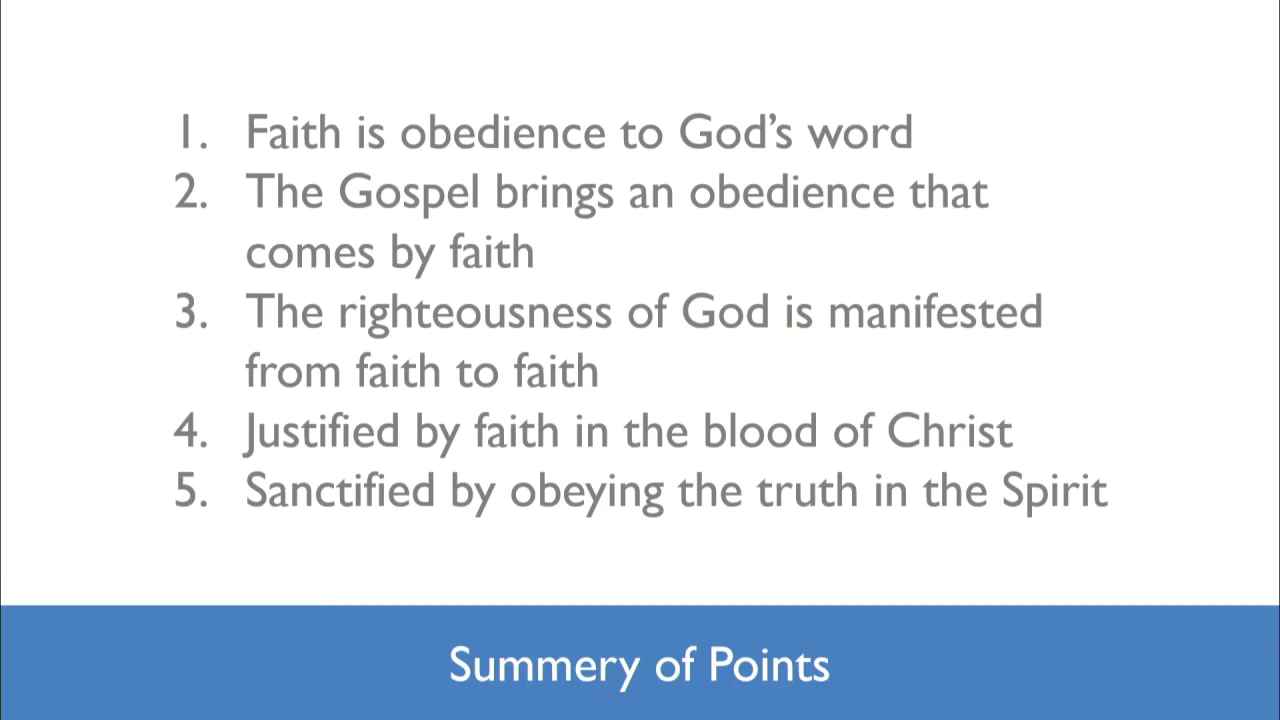 1. Faith is obedience to God’s word
2. The Gospel brings an obedience that
comes by faith
3. The righteousness of God is manifested
from faith to faith
4. Justified by faith in the blood of Christ
5. Sanctified by obeying the truth in the Spirit
Summery of Points